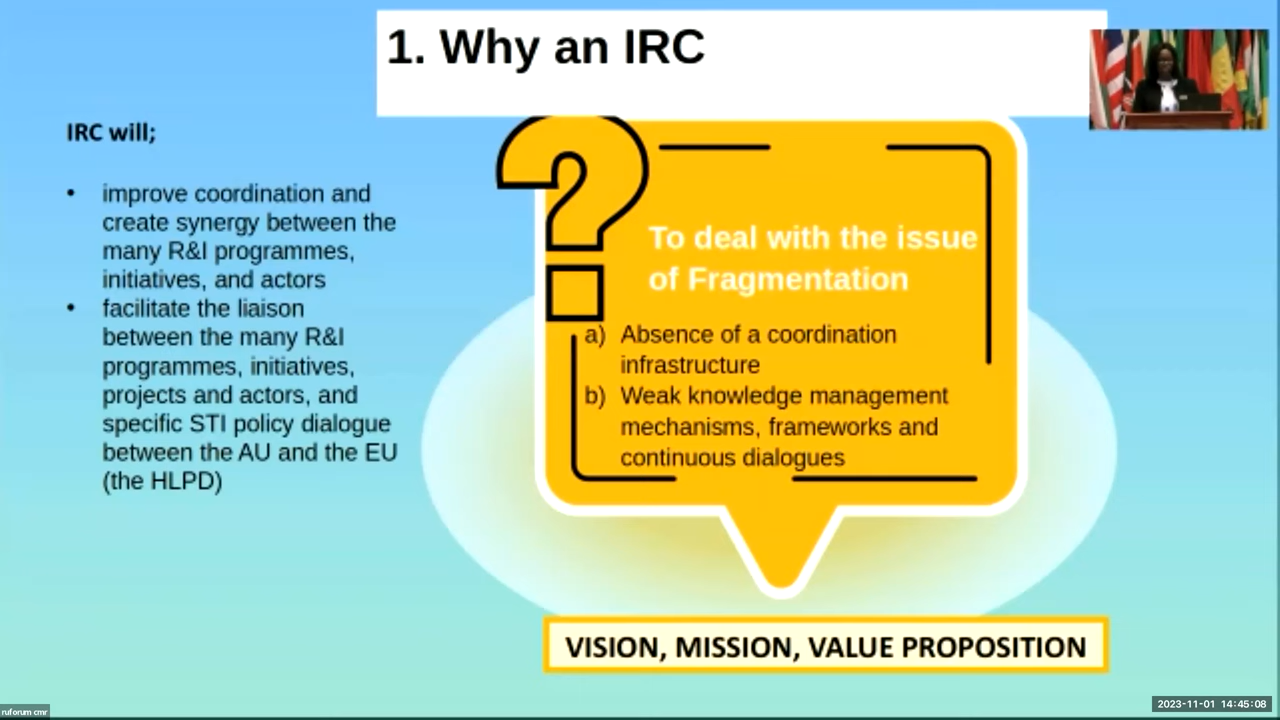 1. Why an IRC
IRC will;
• improve coordination and
create synergy between the
many R&I programmes,
initiatives, and actors
• facilitate the liaison
between the many R&I
programmes, initiatives,
projects and actors, and
specific STI policy dialogue
between the AU and the EU
(the HLPD)
?
To deal with the issue
of Fragmentation
a) Absence of a coordination
infrastructure
b) Weak knowledge management
mechanisms, frameworks and
continuous dialogues
VISION, MISSION, VALUE PROPOSITION
ruforum cmr
2023-11-01 14:45:08